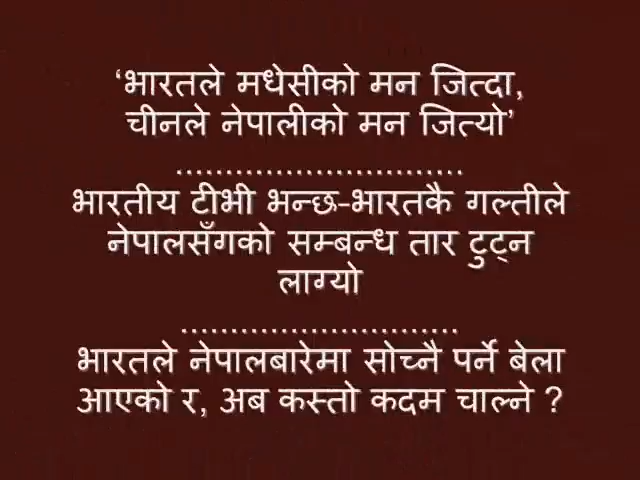 ‘भारतले मधेसीको मन जित्दा,
चीनले नेपालीको मन जित्यो’
.............................
भारतीय टीभी भन्छ–भारतकै गल्तीले
नेपालसँगको सम्बन्ध तार टुट्न
लाग्यो
............................
भारतले नेपालबारेमा सोच्नै पर्ने बेला
आएको र, अब कस्तो कदम चाल्ने ?